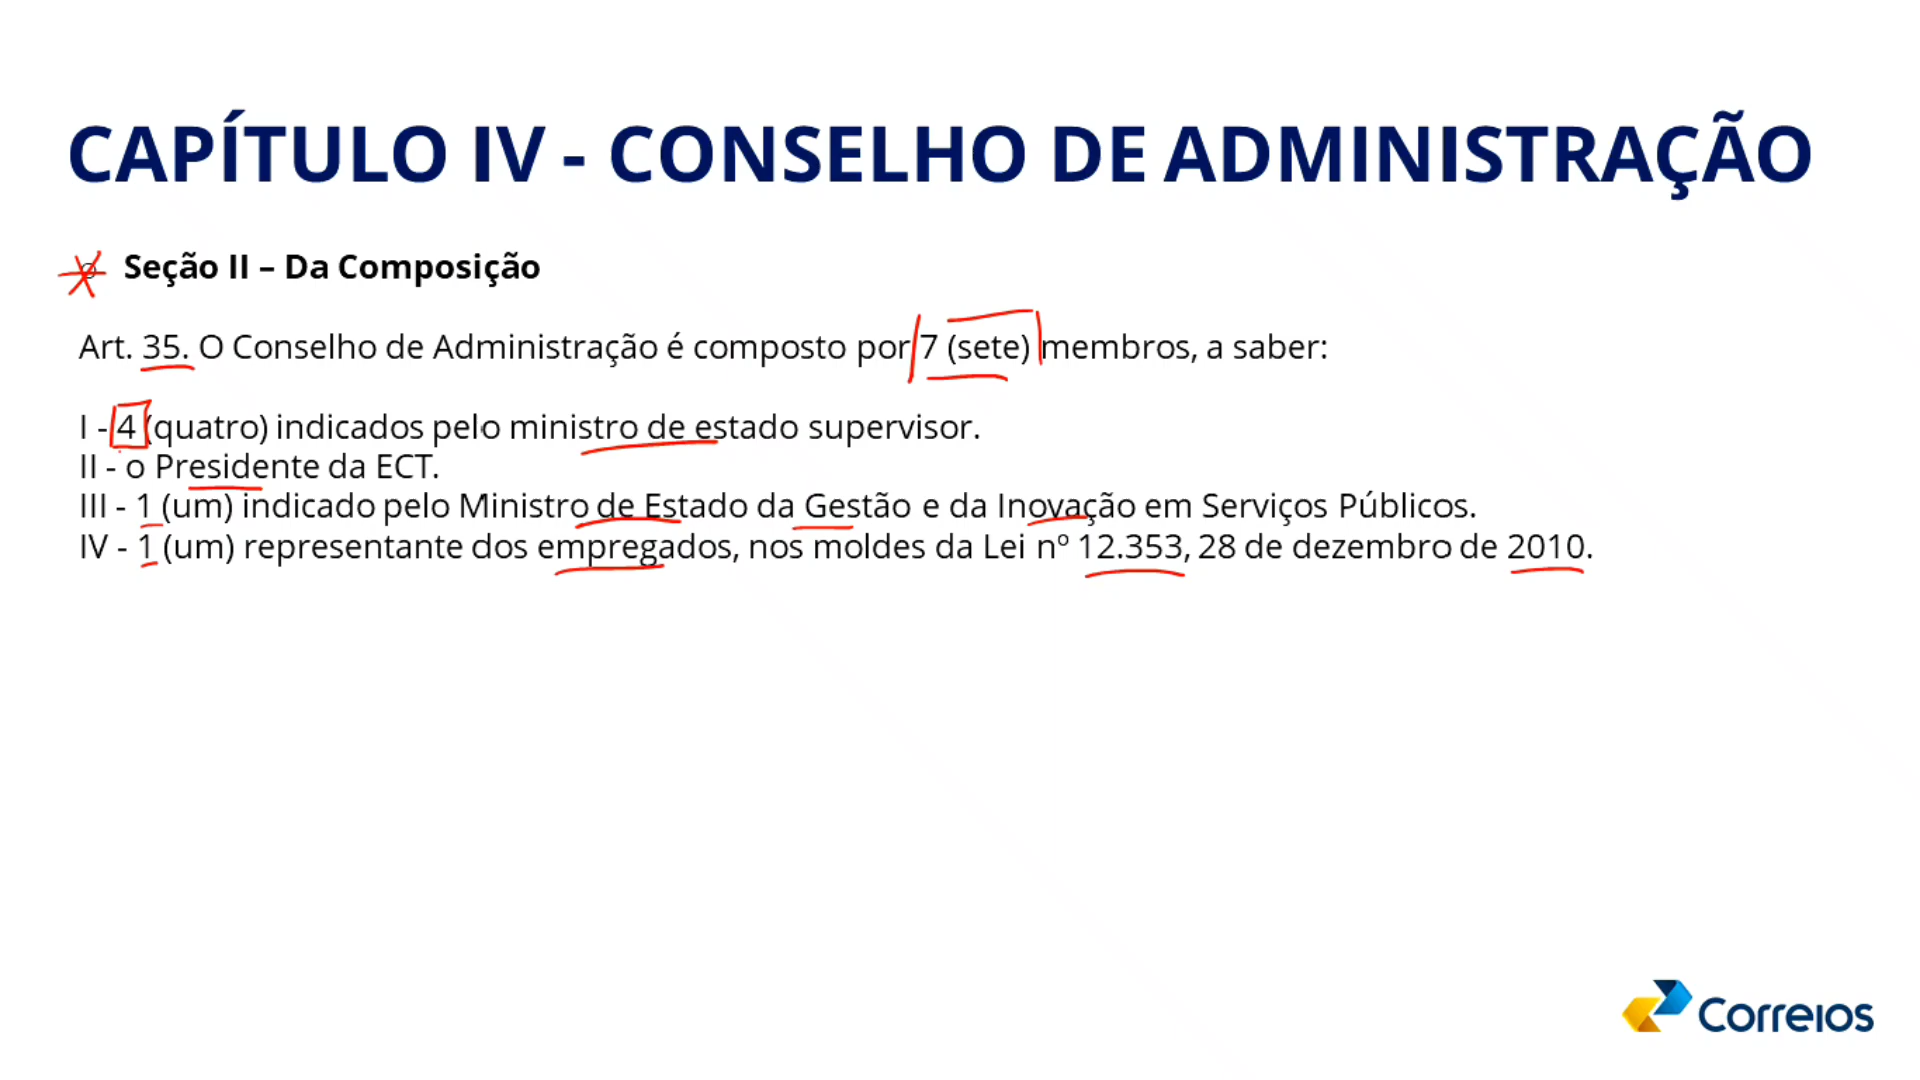 CAPÍTULO IV - CONSELHO DE ADMINISTRAÇÃO
Seção II – Da Composição
Art. 35. O Conselho de Administração é composto por 7 (sete) membros, a saber:
I - 4 (quatro) indicados pelo ministro de estado supervisor.
II - o Presidente da ECT.
III - 1 (um) indicado pelo Ministro de Estado da Gestão e da Inovação em Serviços Públicos.
IV - 1 (um) representante dos empregados, nos moldes da Lei nº 12.353, 28 de dezembro de 2010.
Correios